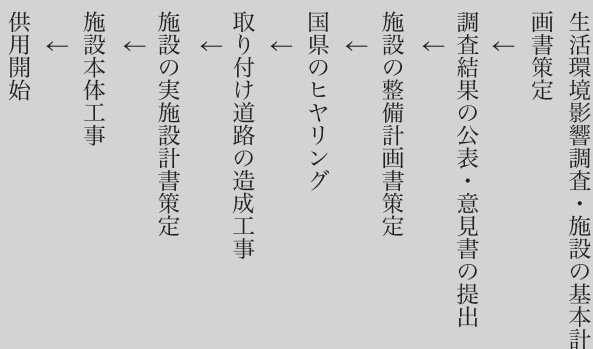 生活環境影響調査・施設の基本計
画書策定
←
調査結果の公表・意見書の提出
←
施設の整備計画書策定
←
国県のヒヤリング
←
取り付け道路の造成工事
←
施設の実施設計書策定
←
施設本体工事
←
供用開始